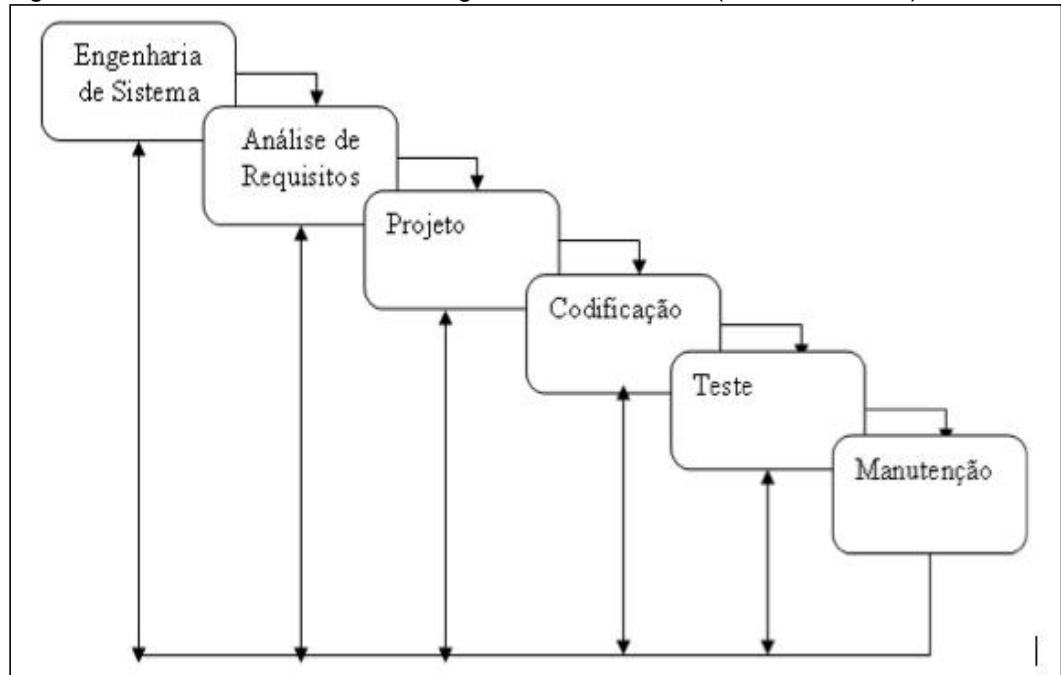 Engenharia
de Sistema
Análise de
Requisitos
Projeto
Codificação
Teste
Manutenção